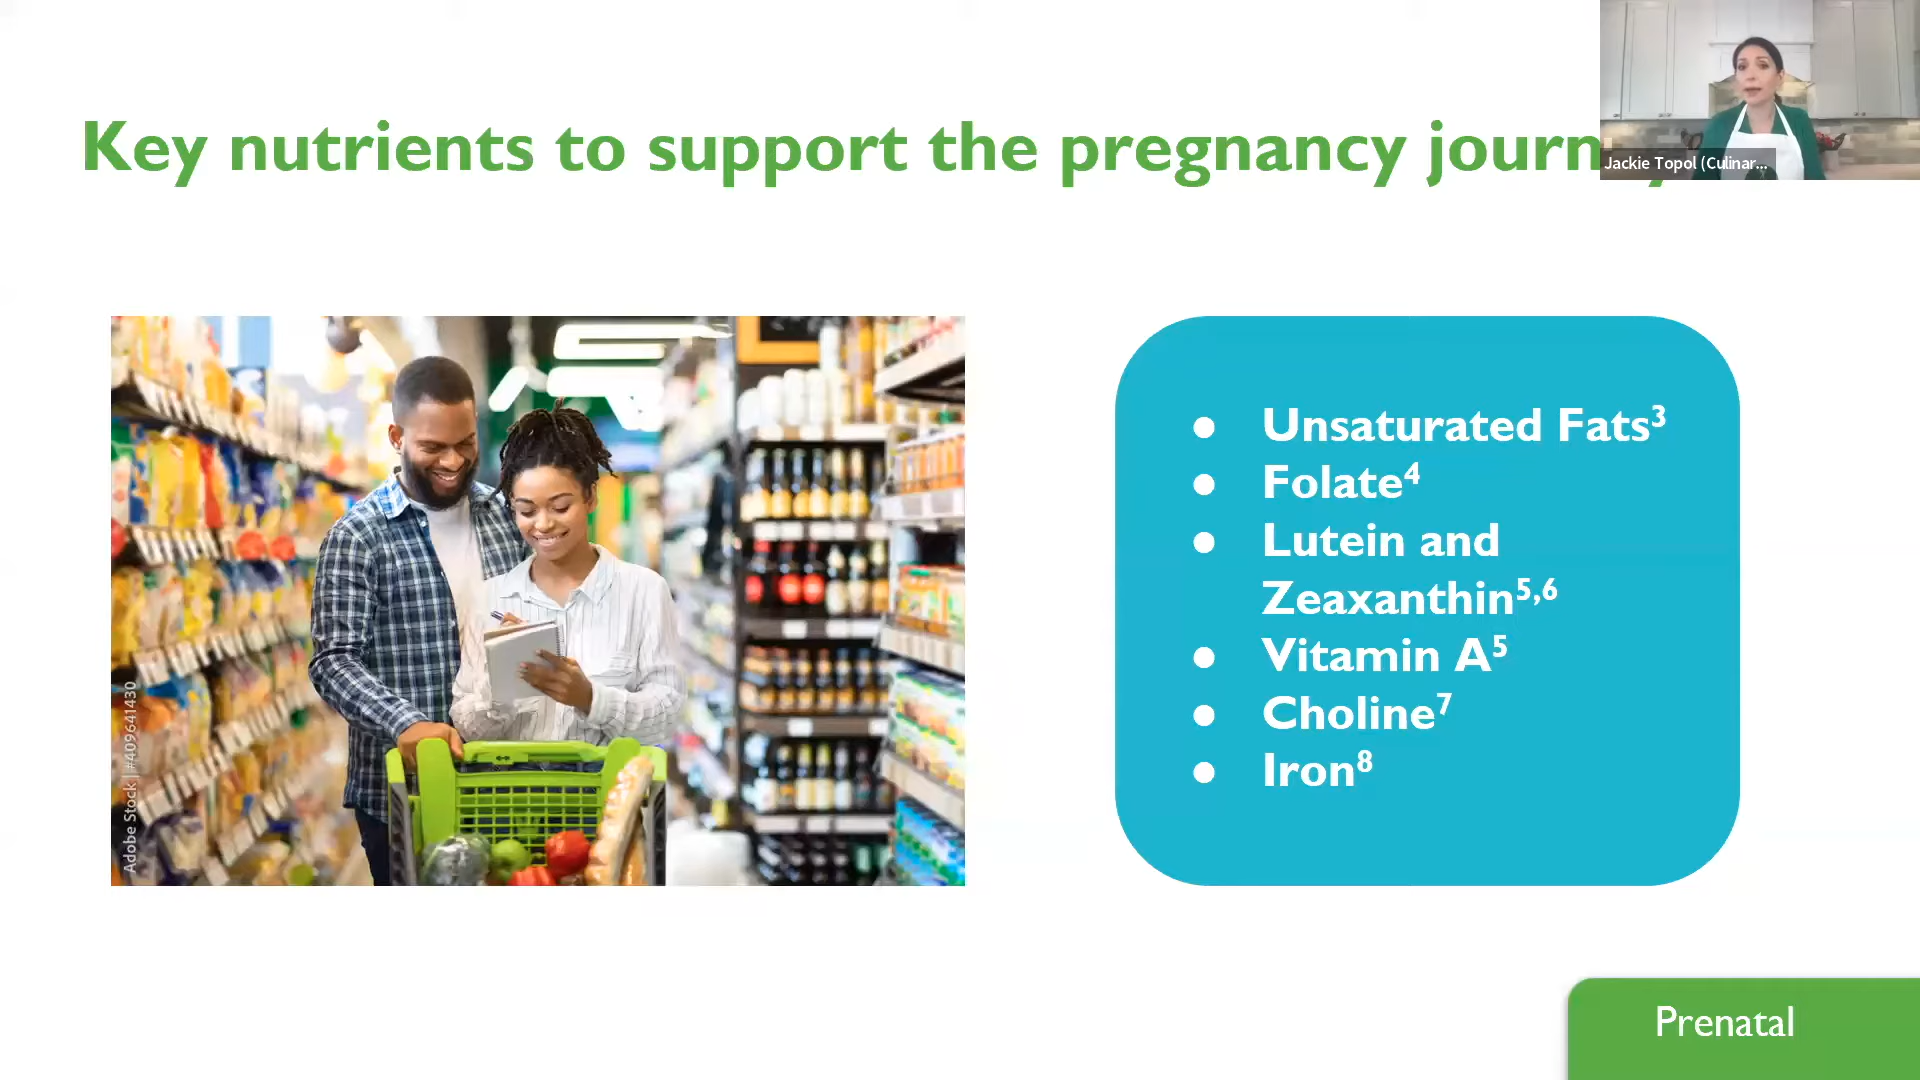 Key nutrients to support the pregnancy journ
Jackie Topol (Culinar...
● Unsaturated Fats³
● Folate⁴
● Lutein and
Zeaxanthin⁵,⁶
● Vitamin A⁵
● Choline⁷
● Iron⁸
Adobe Stock | #409641430
Prenatal